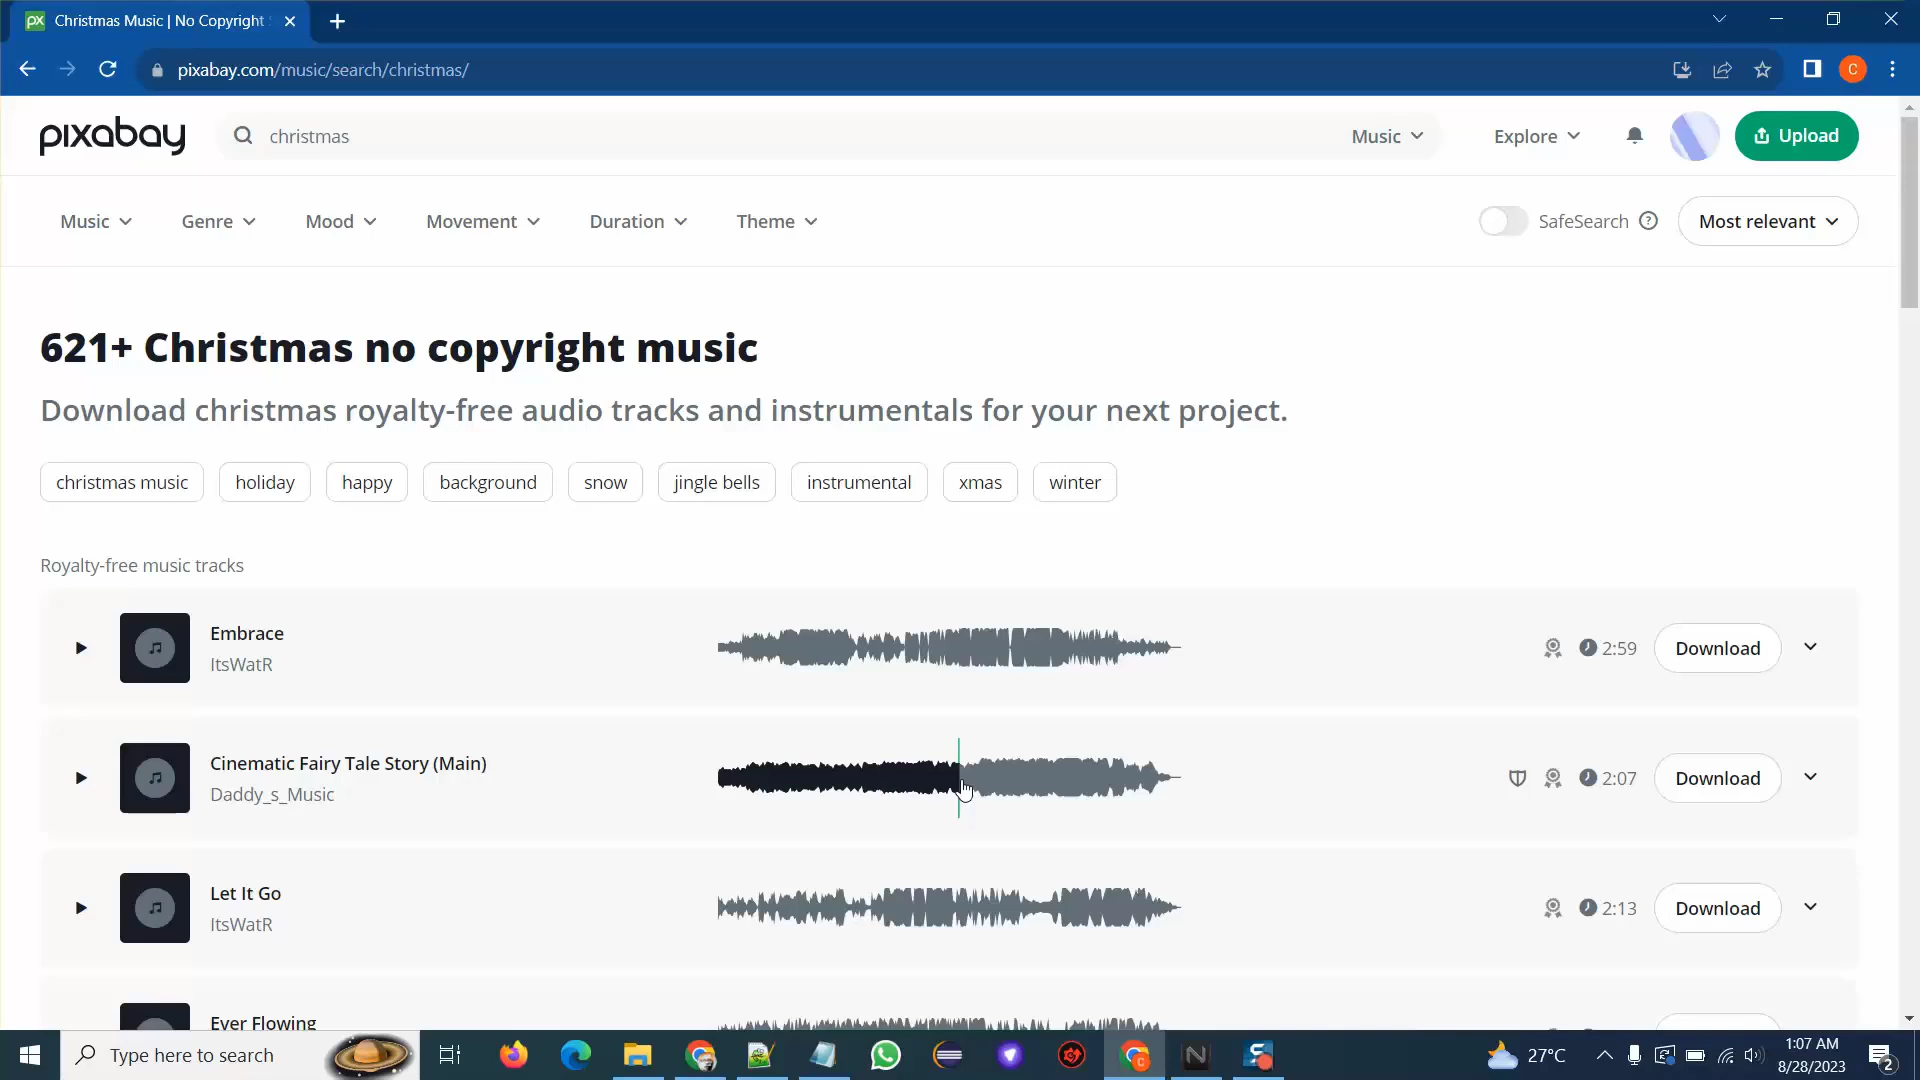 px Christmas Music | No Copyright
pixabay.com/music/search/christmas/
C
pixabay
christmas
Music
Explore
Upload
Music
Genre
Mood
Movement
Duration
Theme
SafeSearch ?
Most relevant
621+ Christmas no copyright music
Download christmas royalty-free audio tracks and instrumentals for your next project.
christmas music
holiday
happy
background
snow
jingle bells
instrumental
xmas
winter
Royalty-free music tracks
Embrace
ItsWatR
2:59
Download
Cinematic Fairy Tale Story (Main)
Daddy_s_Music
2:07
Download
Let It Go
ItsWatR
2:13
Download
Ever Flowing
Type here to search
27°C
1:07 AM
8/28/2023
2